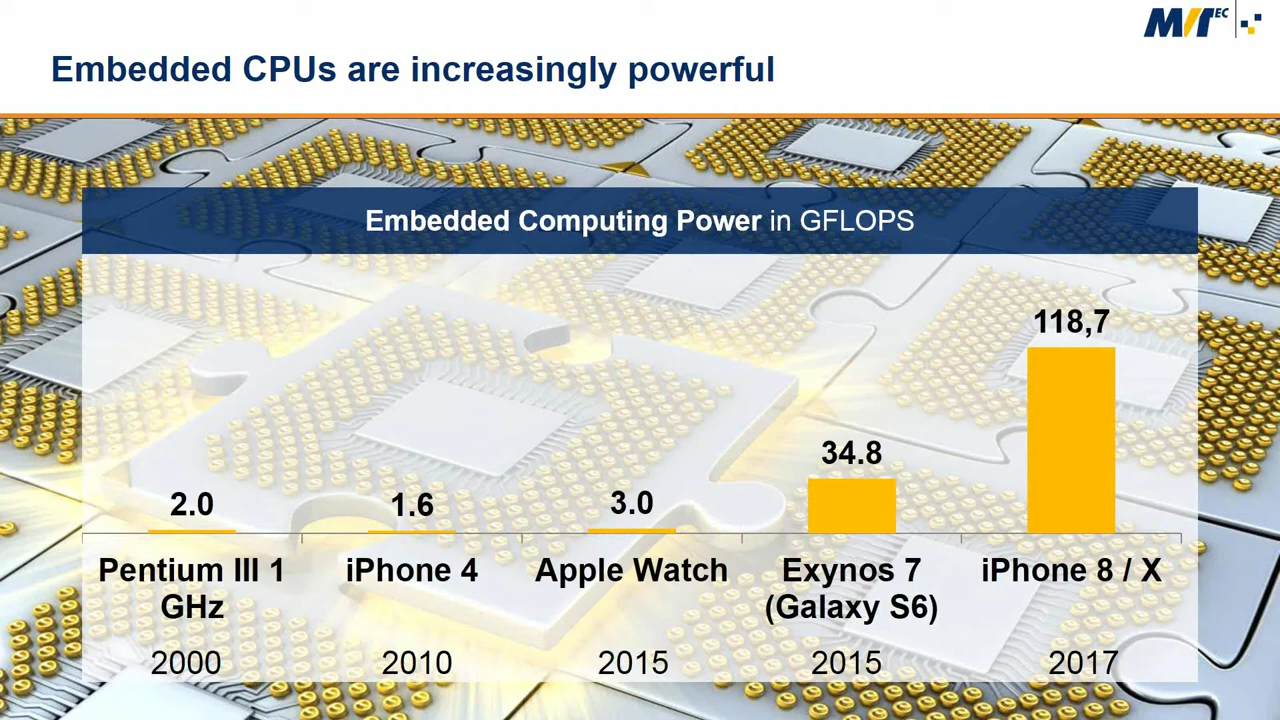 MVTEC
Embedded CPUs are increasingly powerful
Embedded Computing Power in GFLOPS
118,7
34.8
2.0
1.6
3.0
Pentium III 1
GHz
iPhone 4
Apple Watch
Exynos 7
(Galaxy S6)
iPhone 8 / X
2000
2010
2015
2015
2017